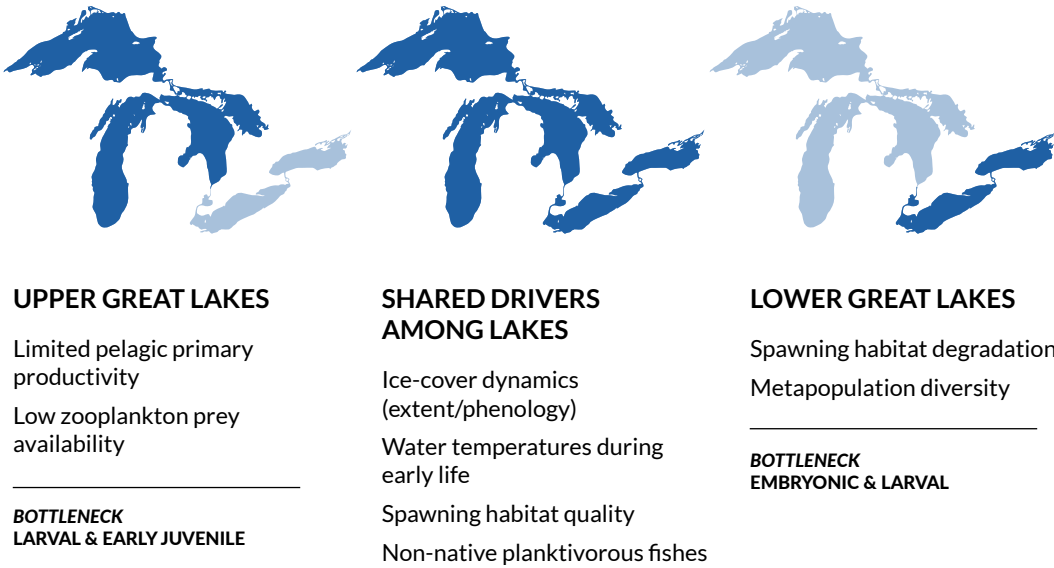 UPPER GREAT LAKES
Limited pelagic primary
productivity
Low zooplankton prey
availability
BOTTLENECK
LARVAL & EARLY JUVENILE
SHARED DRIVERS
AMONG LAKES
Ice-cover dynamics
(extent/phenology)
Water temperatures during
early life
Spawning habitat quality
Non-native planktivorous fishes
LOWER GREAT LAKES
Spawning habitat degradation
Metapopulation diversity
BOTTLENECK
EMBRYONIC & LARVAL